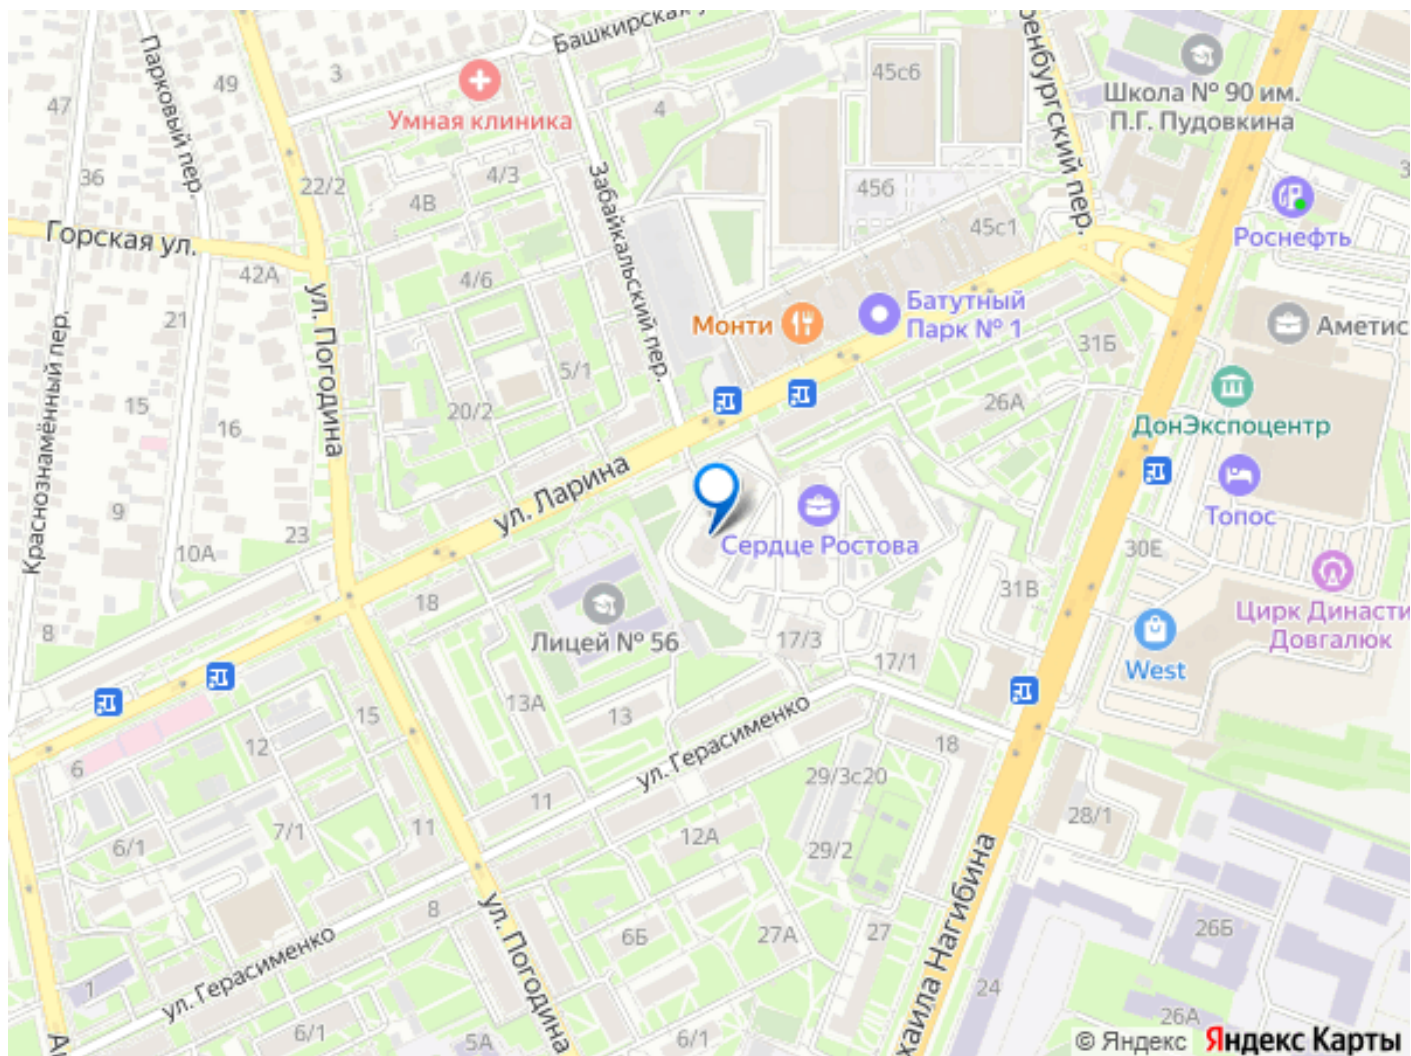 Башкирская у
Оренбургский пер.
Парковый пер.
49
3
47
Умная клиника
4
45с6
Школа № 90 им.
П.Г. Пудовкина
36
22/2
4/3
4В
Забайкальский пер.
45б
45с1
3
Роснефть
Горская ул.
42А
4/6
ул. Погодина
21
Краснознамённый пер.
Монти
Батутный
Парк № 1
31Б
Аметис
5/1
15
16
20/2
26А
ДонЭкспоцентр
ул. Ларина
9
10А
23
Сердце Ростова
Топос
30Е
8
18
Лицей № 56
31В
17/3
17/1
Цирк Династи
Довгалюк
West
13А
13
15
12
6
ул. Герасименко
18
29/3с20
11
7/1
6/1
11
12А
29/2
28/1
8
ул. Погодина
6Б
27А
27
хаила Нагибина
26Б
ул. Герасименко
1
24
6/1
5А
6/1
26А
© Яндекс Яндекс Карты